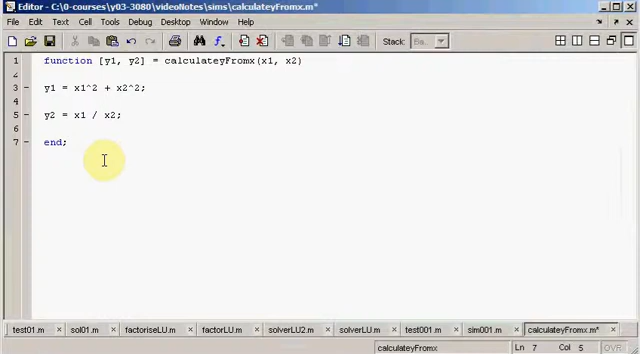 Editor - C:\0-courses\y03-3080\videoNotes\sims\calculateyFromx.m*
File Edit Text Cell Tools Debug Desktop Window Help
Stack: Ba...
1 function [y1, y2] = calculateyFromx(x1, x2)
2
3 - y1 = x1^2 + x2^2;
4
5 - y2 = x1 / x2;
6
7 - end;
test01.m × sol01.m × factoriseLU.m × factorLU.m × solverLU2.m × solverLU.m × test001.m × sim001.m × calculateyFromx.m* ×
calculateyFromx Ln 7 Col 5 OVR